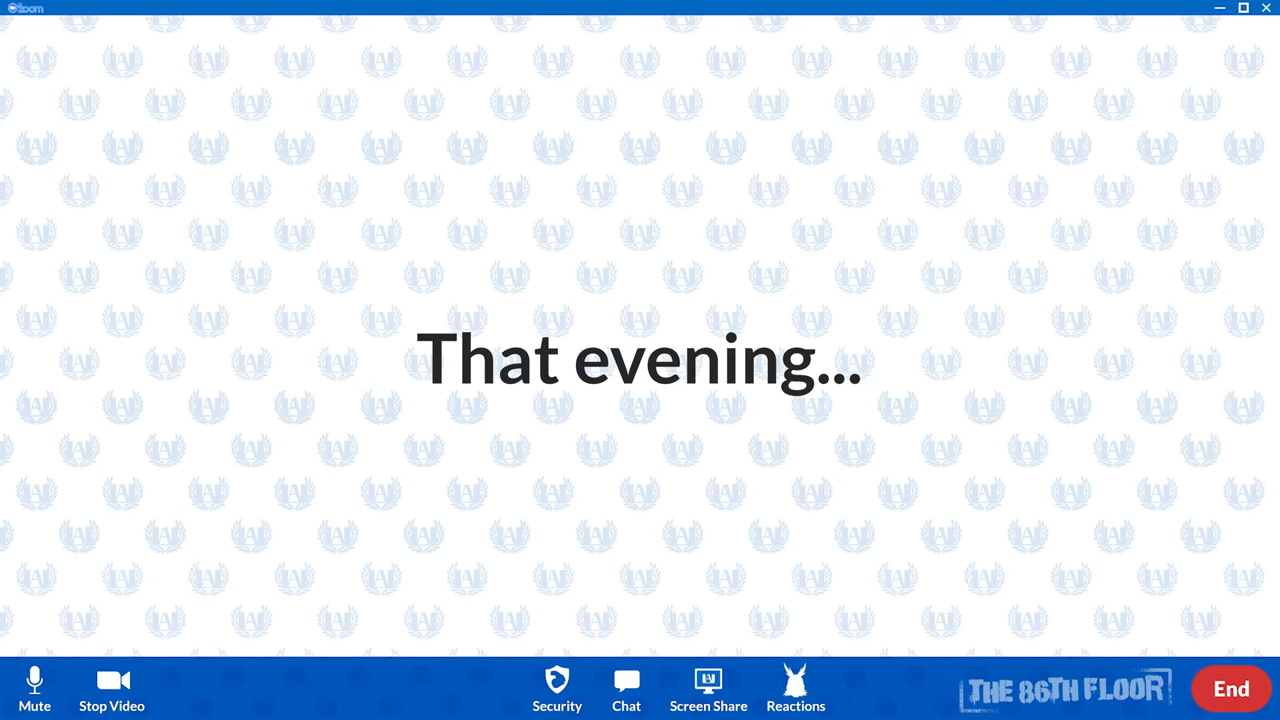 zoom
That evening...
Mute
Stop Video
Security
Chat
Screen Share
Reactions
THE 86TH FLOOR
End